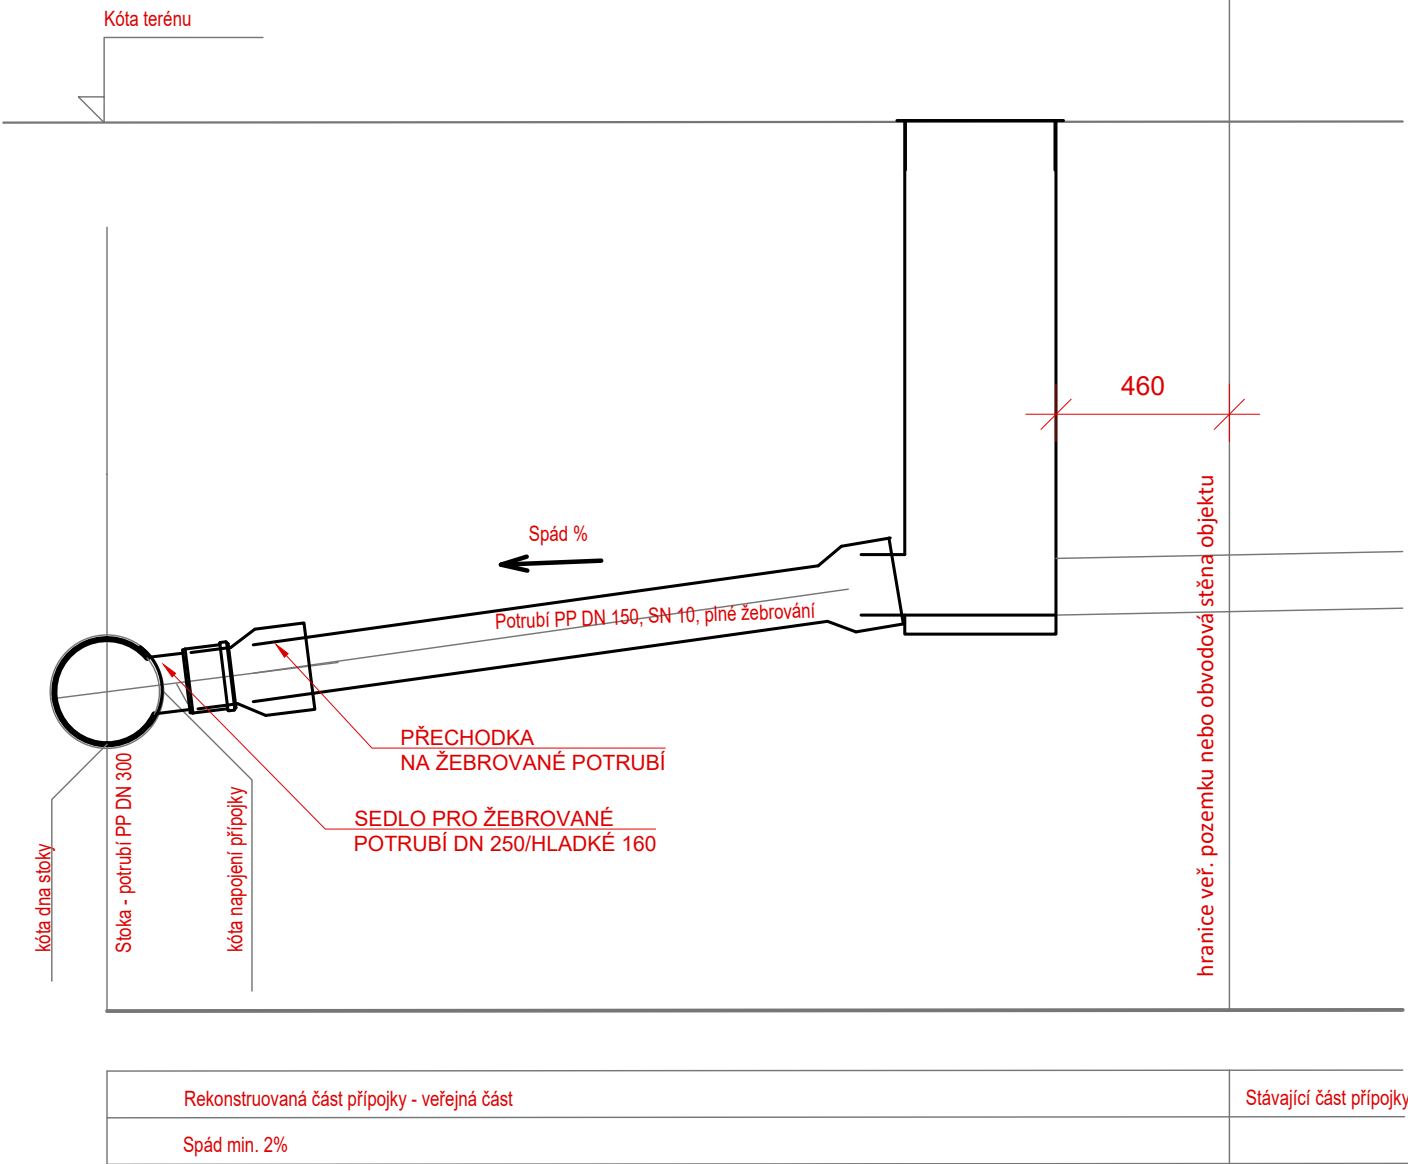 Kóta terénu
460
Spád %
Potrubí PP DN 150, SN 10, plné žebrování
PŘECHODKA
NA ŽEBROVANÉ POTRUBÍ
SEDLO PRO ŽEBROVANÉ
POTRUBÍ DN 250/HLADKÉ 160
kóta dna stoky
Stoka - potrubí PP DN 300
kóta napojení přípojky
hranice veř. pozemku nebo obvodová stěna objektu
Rekonstruovaná část přípojky - veřejná část
Stávající část přípojky
Spád min. 2%